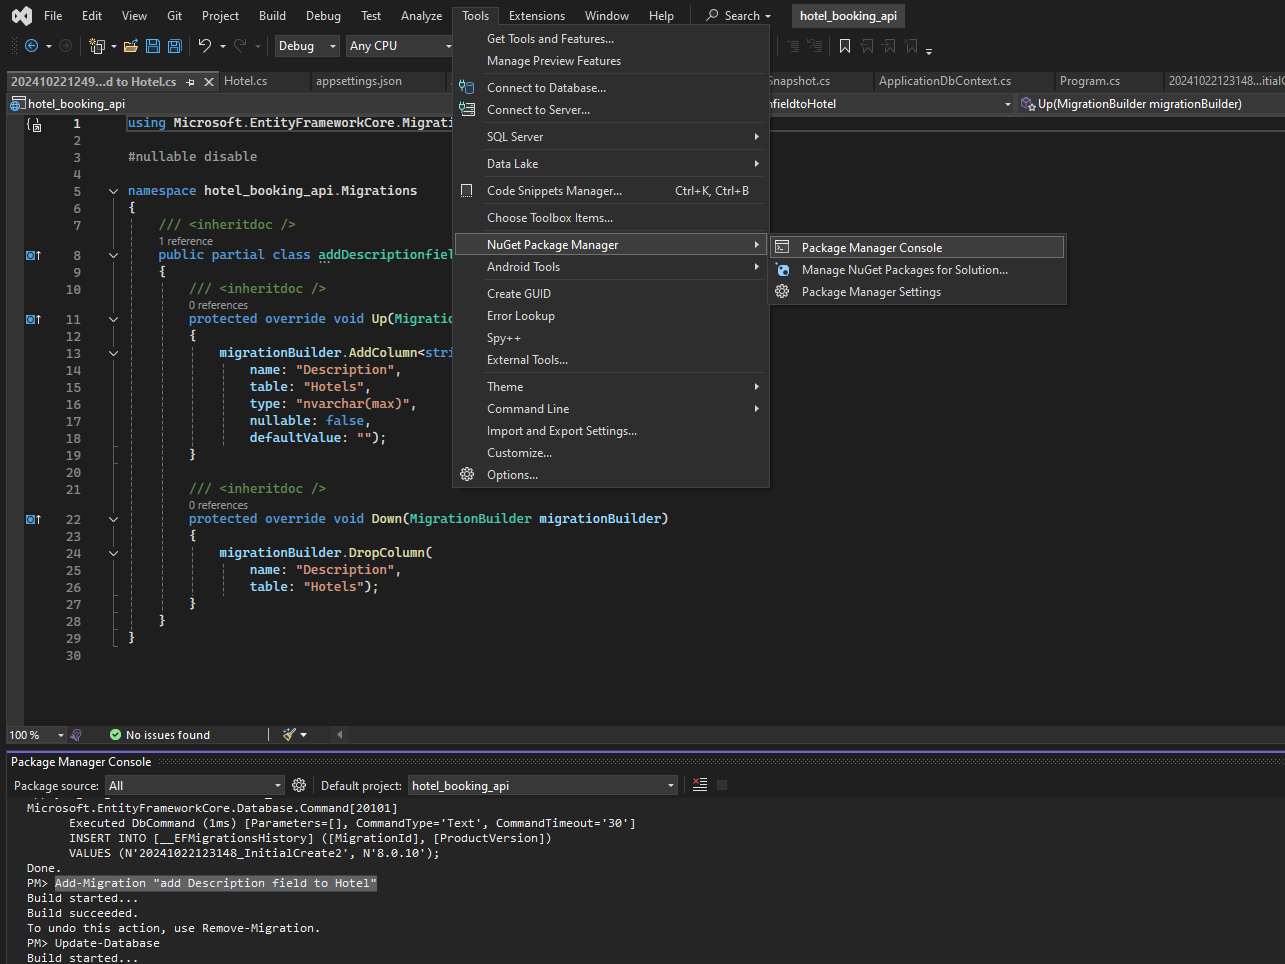 File Edit View Git Project Build Debug Test Analyze Tools Extensions Window Help Search hotel_booking_api
Debug Any CPU
202410221249...d to Hotel.cs Hotel.cs appsettings.json Snapshot.cs ApplicationDbContext.cs Program.cs 20241022123148...itialC
hotel_booking_api nfieldtoHotel Up(MigrationBuilder migrationBuilder)
Get Tools and Features...
Manage Preview Features
Connect to Database...
Connect to Server...
SQL Server
Data Lake
Code Snippets Manager... Ctrl+K, Ctrl+B
Choose Toolbox Items...
NuGet Package Manager
Android Tools
Create GUID
Error Lookup
Spy++
External Tools...
Theme
Command Line
Import and Export Settings...
Customize...
Options...
Package Manager Console
Manage NuGet Packages for Solution...
Package Manager Settings
1 using Microsoft.EntityFrameworkCore.Migrati
2
3 #nullable disable
4
5 namespace hotel_booking_api.Migrations
6 {
7 /// <inheritdoc />
1 reference
8 public partial class addDescriptionfiel
9 {
10 /// <inheritdoc />
0 references
11 protected override void Up(Migratio
12 {
13 migrationBuilder.AddColumn<stri
14 name: "Description",
15 table: "Hotels",
16 type: "nvarchar(max)",
17 nullable: false,
18 defaultValue: "");
19 }
20
21 /// <inheritdoc />
0 references
22 protected override void Down(MigrationBuilder migrationBuilder)
23 {
24 migrationBuilder.DropColumn(
25 name: "Description",
26 table: "Hotels");
27 }
28 }
29 }
30
100 % No issues found
Package Manager Console
Package source: All Default project: hotel_booking_api
Microsoft.EntityFrameworkCore.Database.Command[20101]
Executed DbCommand (1ms) [Parameters=[], CommandType='Text', CommandTimeout='30']
INSERT INTO [__EFMigrationsHistory] ([MigrationId], [ProductVersion])
VALUES (N'20241022123148_InitialCreate2', N'8.0.10');
Done.
PM> Add-Migration "add Description field to Hotel"
Build started...
Build succeeded.
To undo this action, use Remove-Migration.
PM> Update-Database
Build started...